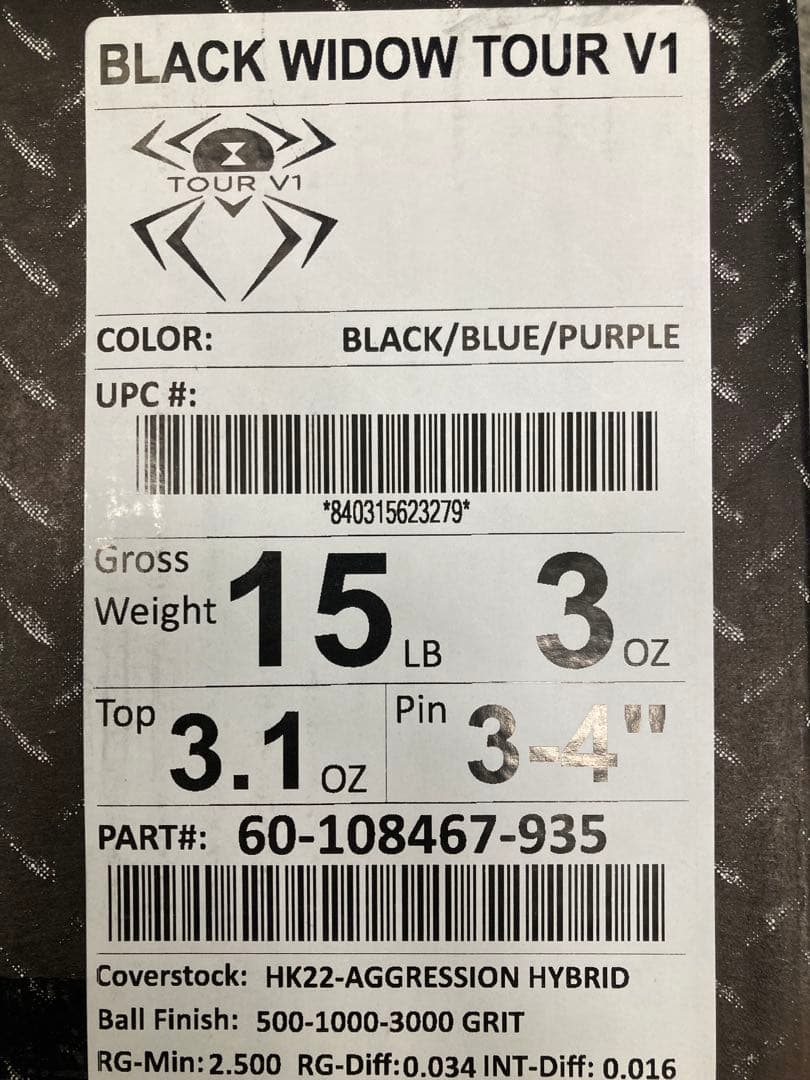 BLACK WIDOW TOUR V1
TOUR V1
COLOR: BLACK/BLUE/PURPLE
UPC #:
*840315623279*
Gross Weight 15 LB 3 OZ
Top 3.1 OZ Pin 3-4"
PART#: 60-108467-935
Coverstock: HK22-AGGRESSION HYBRID
Ball Finish: 500-1000-3000 GRIT
RG-Min: 2.500 RG-Diff: 0.034 INT-Diff: 0.016